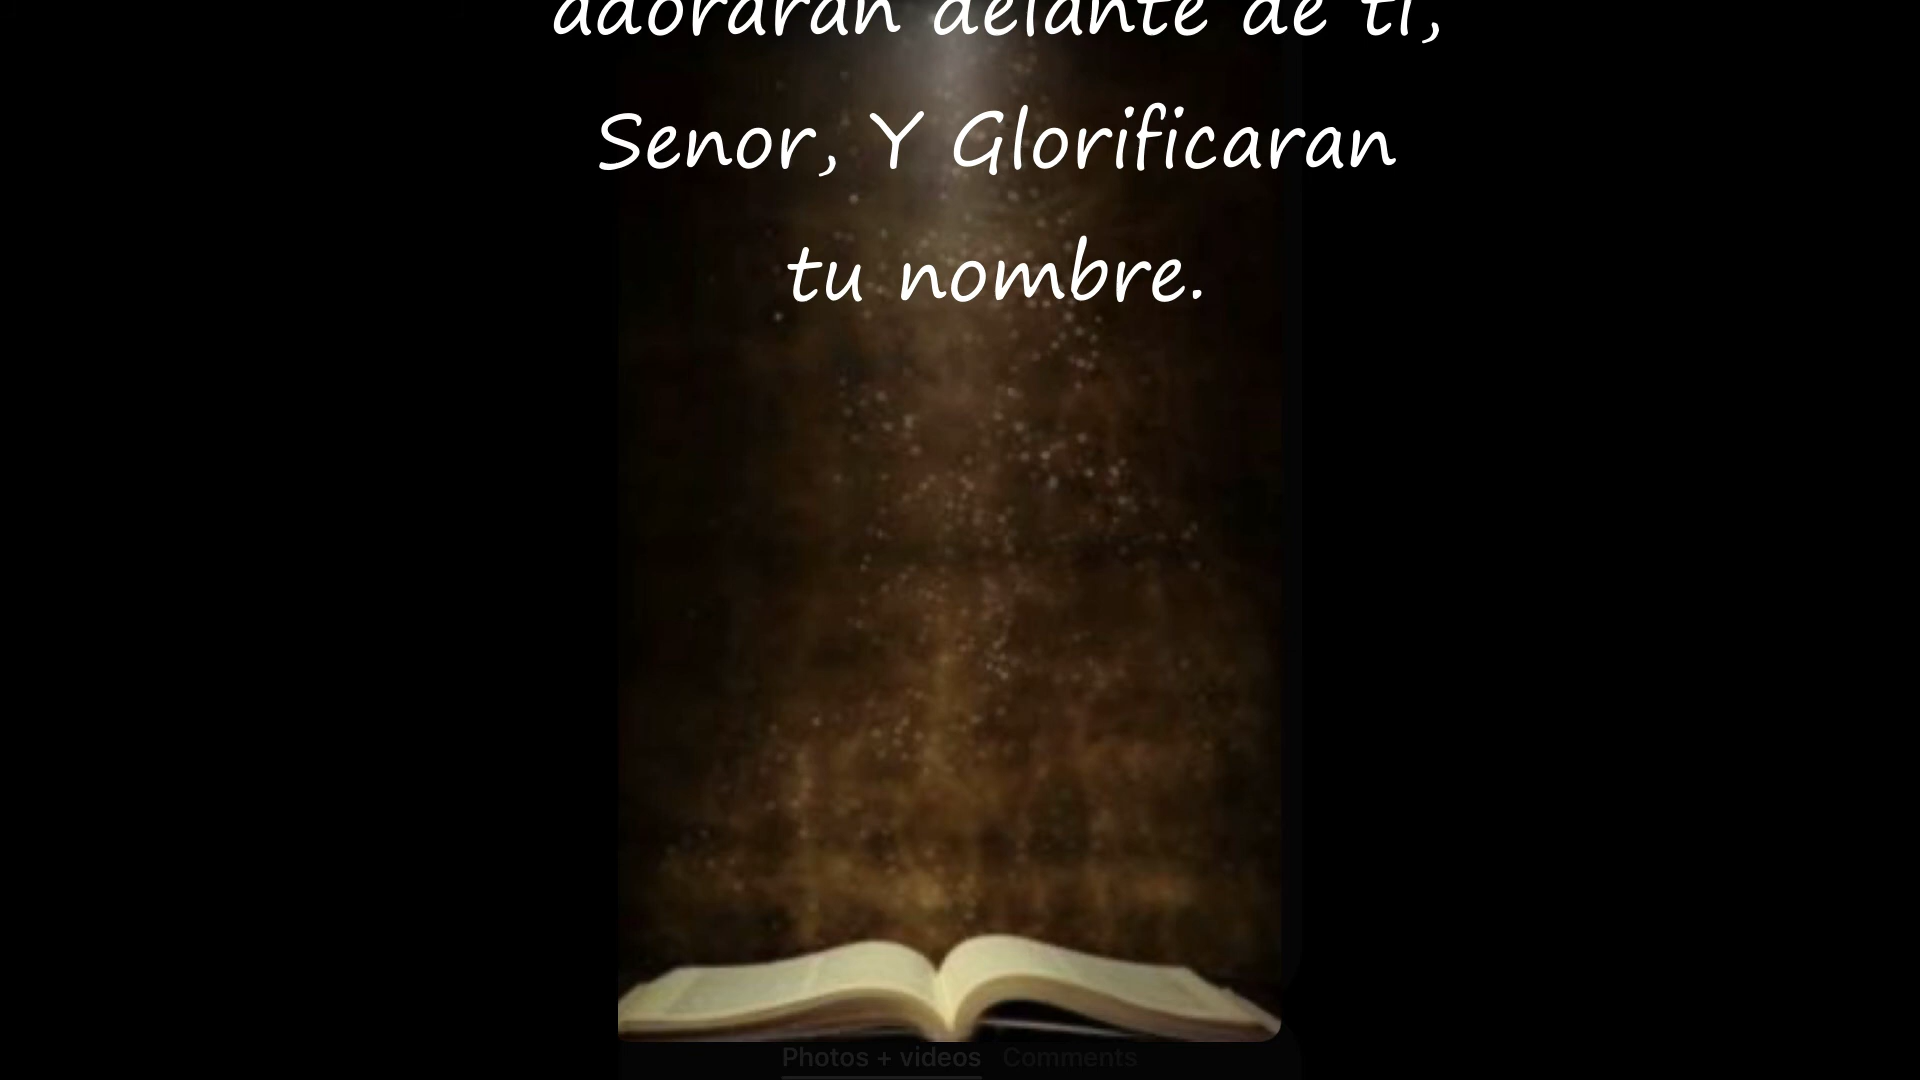 adoraran delante de ti,
Senor, Y Glorificaran
tu nombre.
Photos + videos Comments